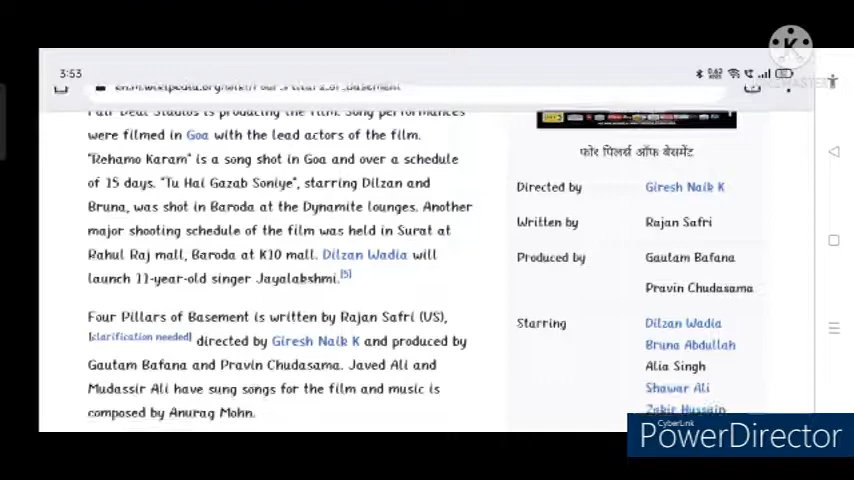 3:53
Fair Deal Studios is producing the film. Song performances
were filmed in Goa with the lead actors of the film.
"Rehamo Karam" is a song shot in Goa and over a schedule
of 15 days. "Tu Hai Gazab Soniye", starring Dilzan and
Bruna, was shot in Baroda at the Dynamite lounges. Another
major shooting schedule of the film was held in Surat at
Rahul Raj mall, Baroda at K10 mall. Dilzan Wadia will
launch 11-year-old singer Jayalakshmi.[5]
Four Pillars of Basement is written by Rajan Safri (US),
[clarification needed] directed by Giresh Naik K and produced by
Gautam Bafana and Pravin Chudasama. Javed Ali and
Mudassir Ali have sung songs for the film and music is
composed by Anurag Mohn.
फोर पिलर्स ऑफ बेसमेंट
Directed by Giresh Naik K
Written by Rajan Safri
Produced by Gautam Bafana
Pravin Chudasama
Starring Dilzan Wadia
Bruna Abdullah
Alia Singh
Shawar Ali
Zakir Hussain
CyberLink
PowerDirector